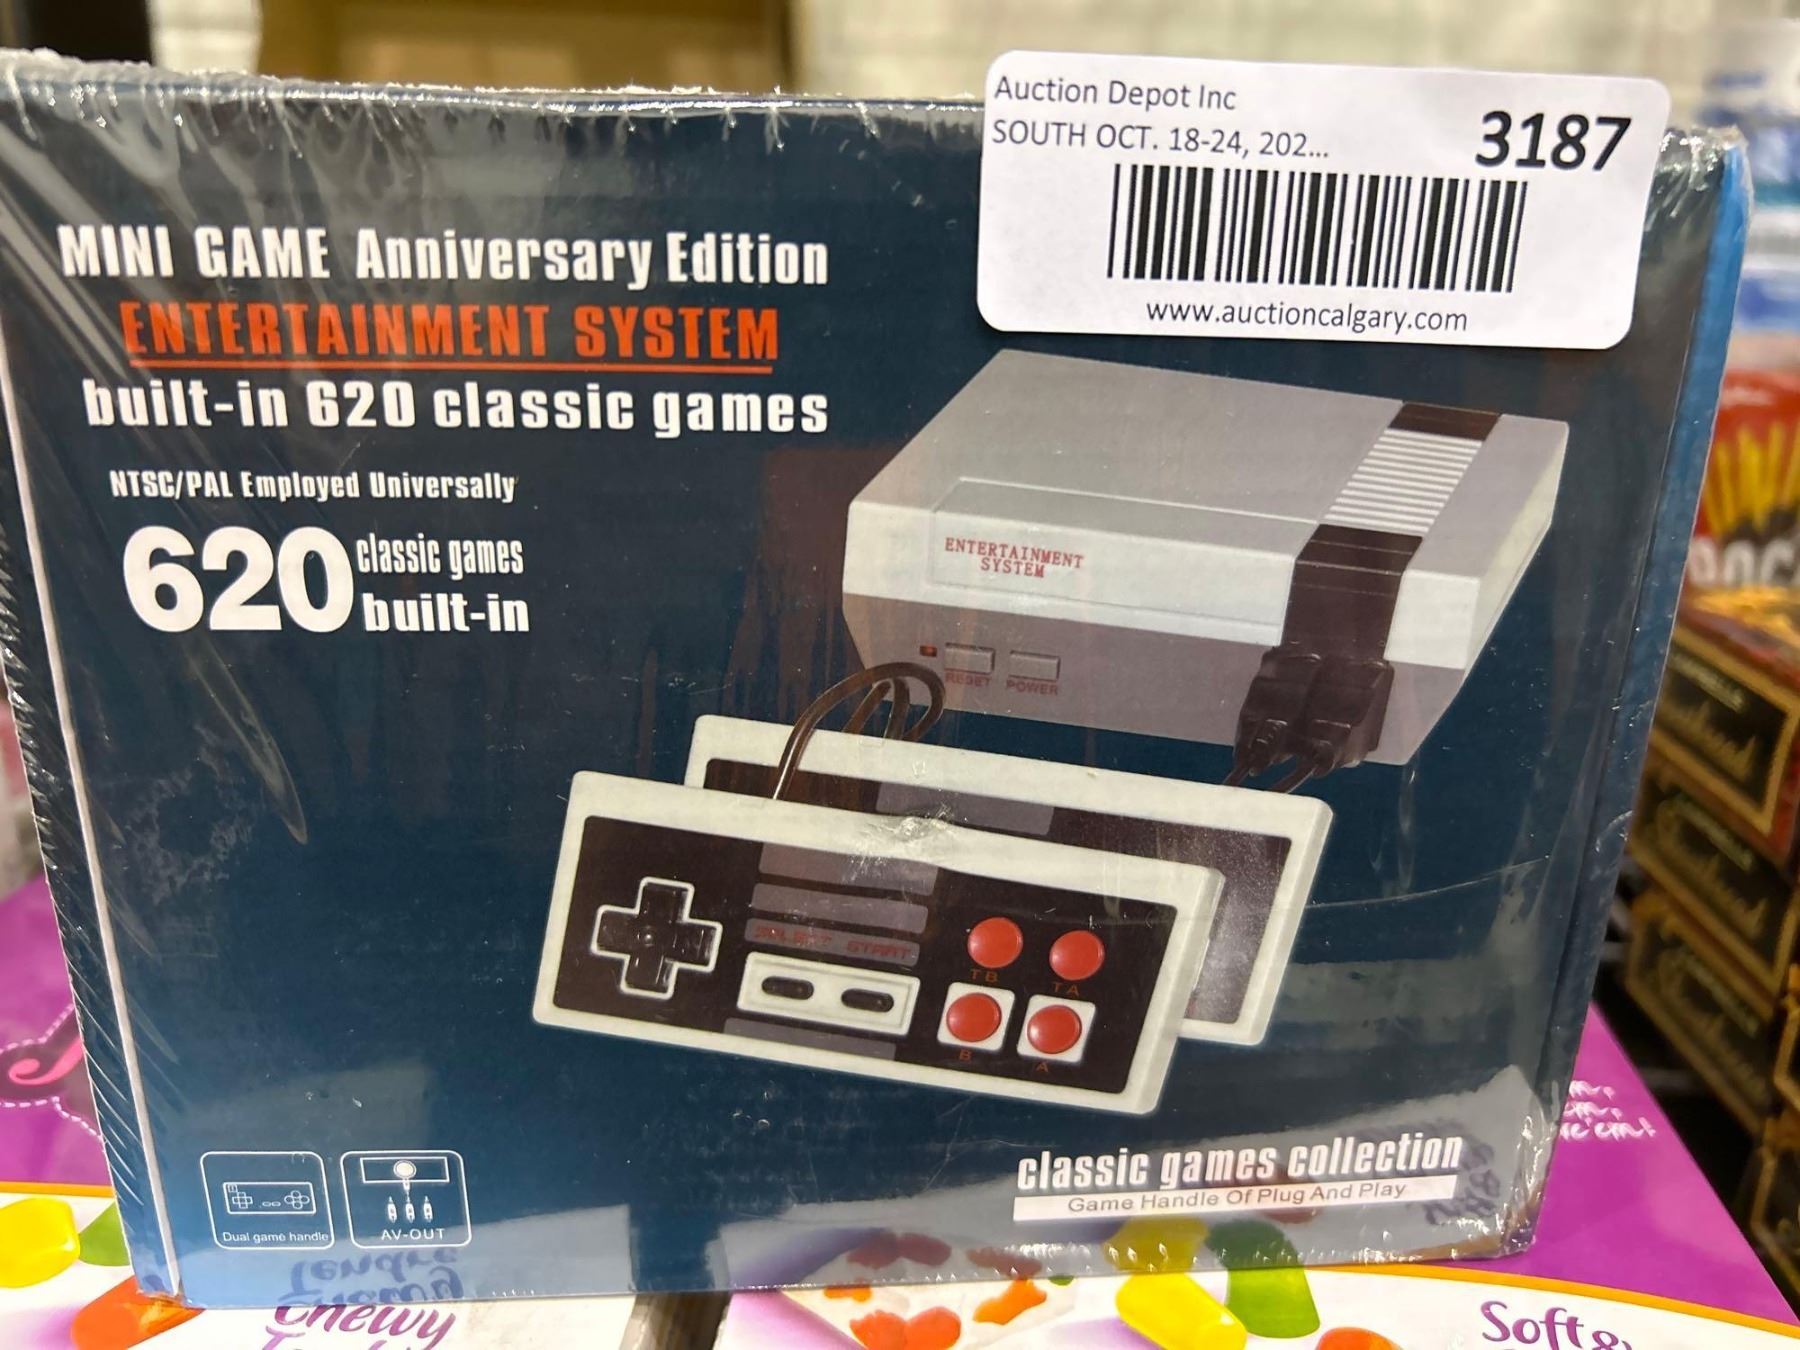 Auction Depot Inc
SOUTH OCT. 18-24, 202...
3187
www.auctioncalgary.com
MINI GAME Anniversary Edition
ENTERTAINMENT SYSTEM
built-in 620 classic games
NTSC/PAL Employed Universally
620 classic games
built-in
ENTERTAINMENT
SYSTEM
RESET POWER
SELECT START
TB TA
B A
classic games collection
Game Handle Of Plug And Play
Dual game handle
AV-OUT
Tendre
Chewy
Chewy
Soft &